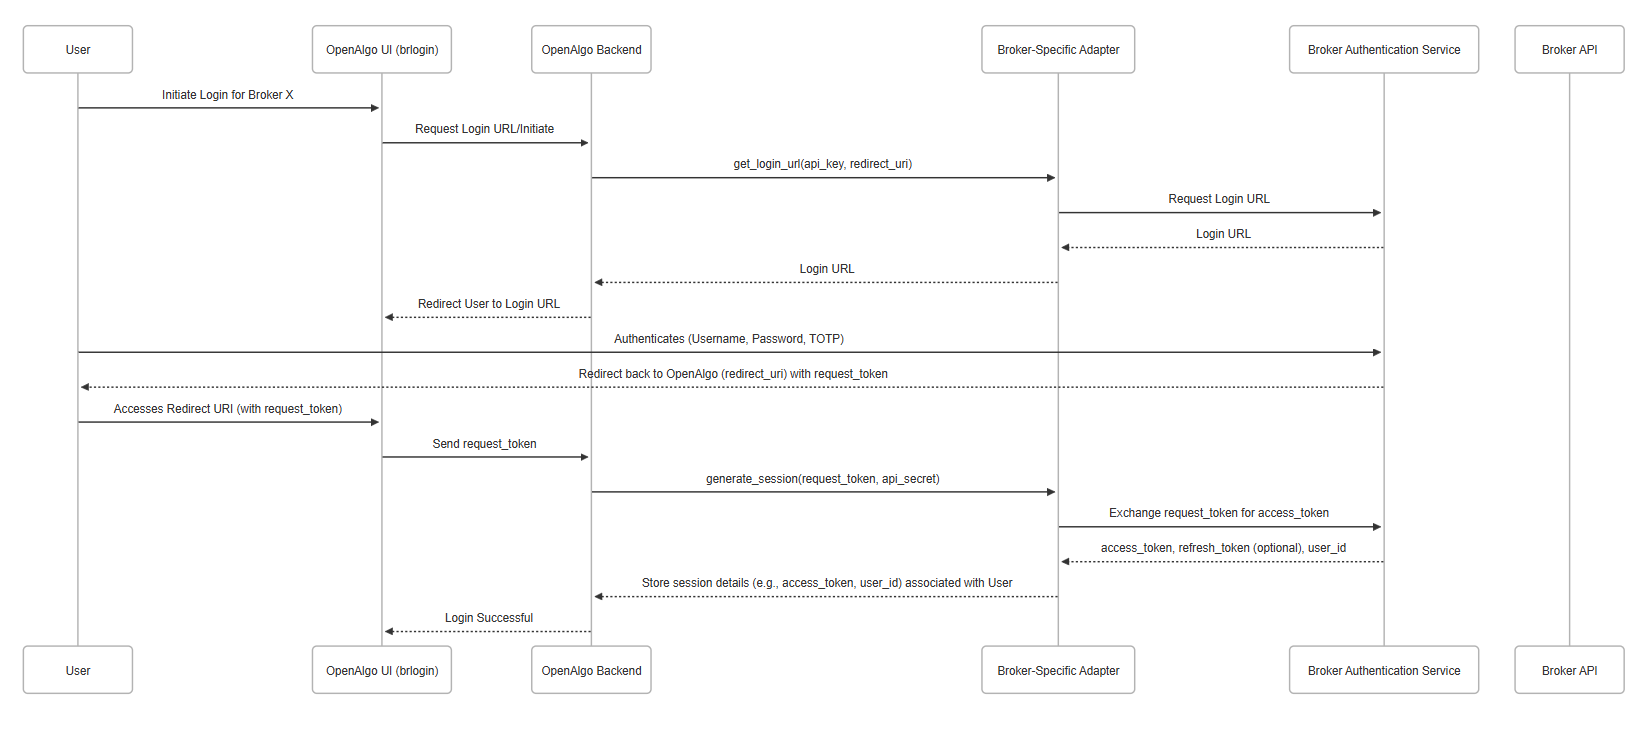 User
OpenAlgo UI (brlogin)
OpenAlgo Backend
Broker-Specific Adapter
Broker Authentication Service
Broker API
Initiate Login for Broker X
Request Login URL/Initiate
get_login_url(api_key, redirect_uri)
Request Login URL
Login URL
Login URL
Redirect User to Login URL
Authenticates (Username, Password, TOTP)
Redirect back to OpenAlgo (redirect_uri) with request_token
Accesses Redirect URI (with request_token)
Send request_token
generate_session(request_token, api_secret)
Exchange request_token for access_token
access_token, refresh_token (optional), user_id
Store session details (e.g., access_token, user_id) associated with User
Login Successful
User
OpenAlgo UI (brlogin)
OpenAlgo Backend
Broker-Specific Adapter
Broker Authentication Service
Broker API